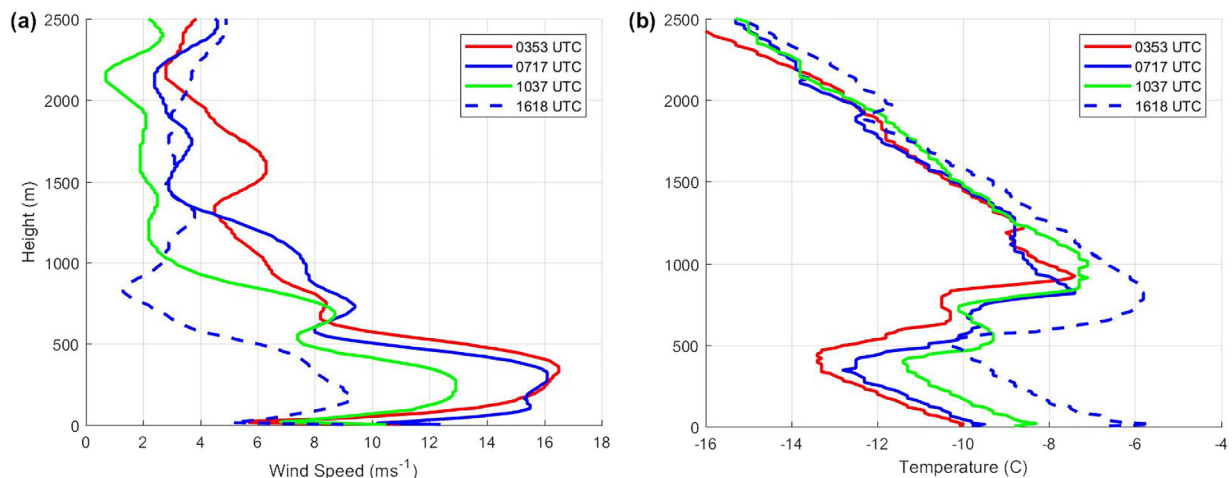 (a)
2500
2000
1500
1000
500
0
Height (m)
0353 UTC
0717 UTC
1037 UTC
1618 UTC
0 2 4 6 8 10 12 14 16 18
Wind Speed (ms⁻¹)
(b)
2500
2000
1500
1000
500
0
0353 UTC
0717 UTC
1037 UTC
1618 UTC
-16 -14 -12 -10 -8 -6 -4
Temperature (C)